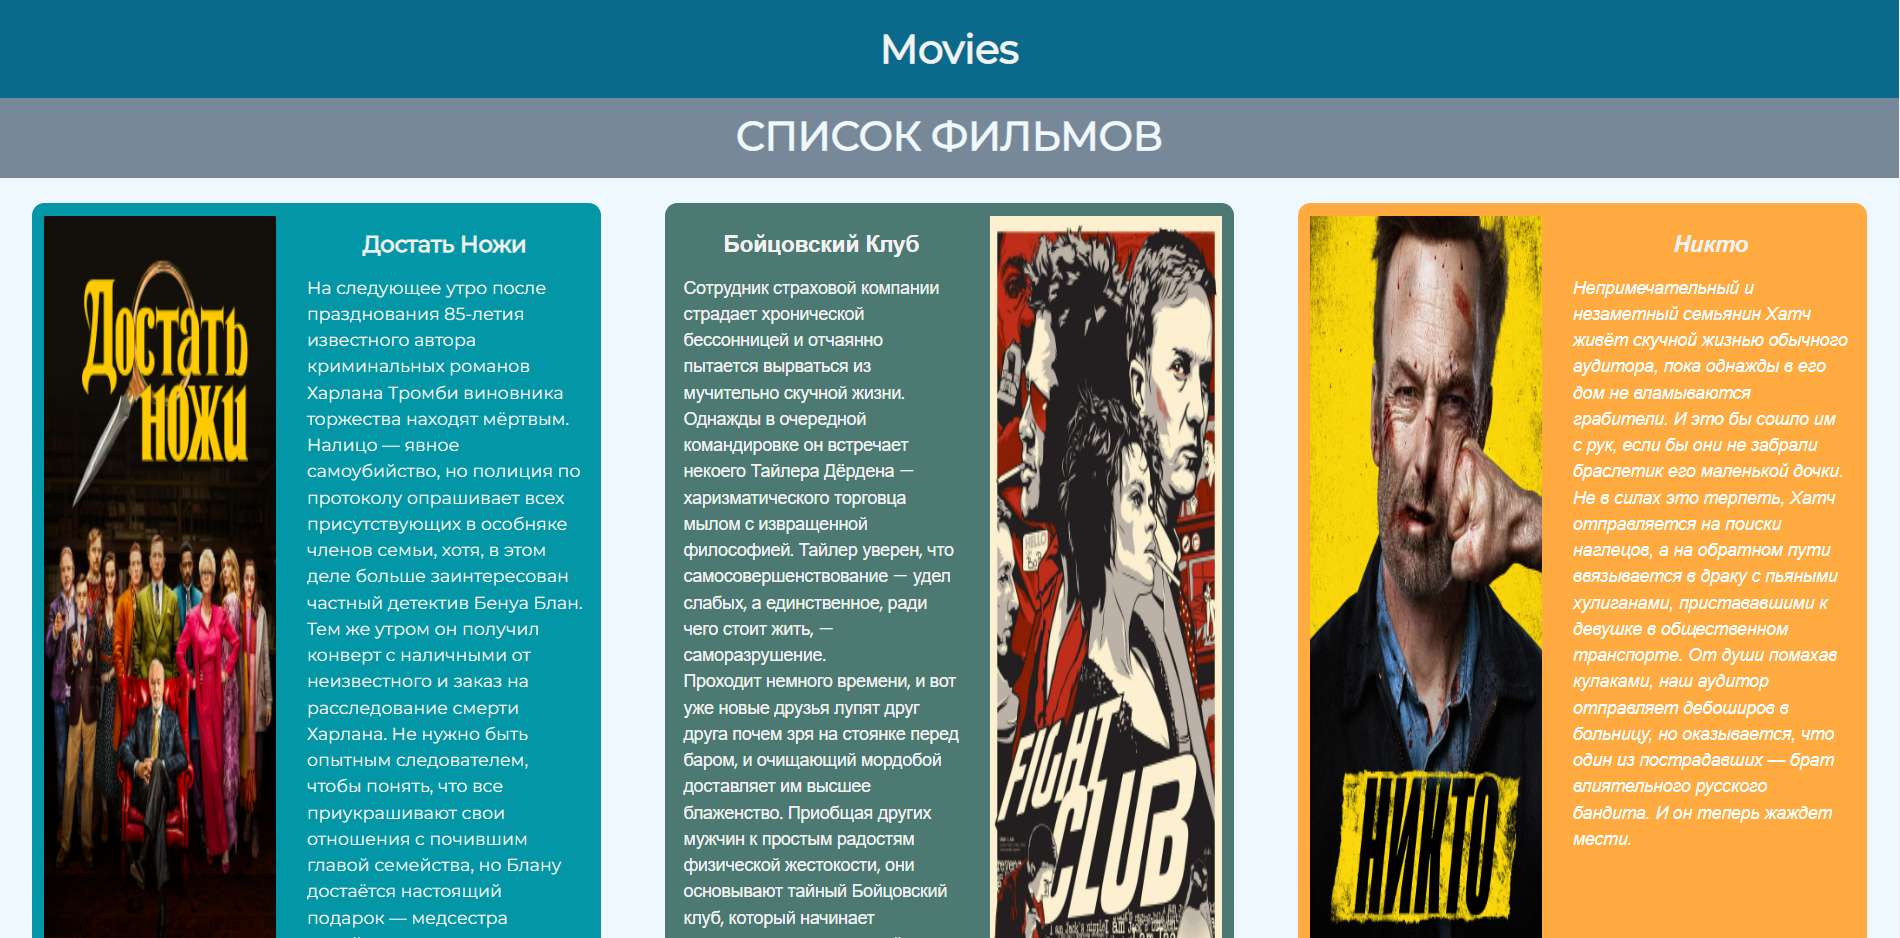 Movies
СПИСОК ФИЛЬМОВ
Достать
ножи
Достать Ножи
На следующее утро после
празднования 85-летия
известного автора
криминальных романов
Харлана Тромби виновника
торжества находят мёртвым.
Налицо — явное
самоубийство, но полиция по
протоколу опрашивает всех
присутствующих в особняке
членов семьи, хотя, в этом
деле больше заинтересован
частный детектив Бенуа Блан.
Тем же утром он получил
конверт с наличными от
неизвестного и заказ на
расследование смерти
Харлана. Не нужно быть
опытным следователем,
чтобы понять, что все
приукрашивают свои
отношения с почившим
главой семейства, но Блану
достаётся настоящий
подарок — медсестра
Бойцовский Клуб
Сотрудник страховой компании
страдает хронической
бессонницей и отчаянно
пытается вырваться из
мучительно скучной жизни.
Однажды в очередной
командировке он встречает
некоего Тайлера Дёрдена —
харизматического торговца
мылом с извращенной
философией. Тайлер уверен, что
самосовершенствование — удел
слабых, а единственное, ради
чего стоит жить, —
саморазрушение.
Проходит немного времени, и вот
уже новые друзья лупят друг
друга почем зря на стоянке перед
баром, и очищающий мордобой
доставляет им высшее
блаженство. Приобщая других
мужчин к простым радостям
физической жестокости, они
основывают тайный Бойцовский
клуб, который начинает
HELLO
FIGHT
CLUB
НИКТО
Никто
Непримечательный и
незаметный семьянин Хатч
живёт скучной жизнью обычного
аудитора, пока однажды в его
дом не вламываются
грабители. И это бы сошло им
с рук, если бы они не забрали
браслетик его маленькой дочки.
Не в силах это терпеть, Хатч
отправляется на поиски
наглецов, а на обратном пути
ввязывается в драку с пьяными
хулиганами, пристававшими к
девушке в общественном
транспорте. От души помахав
кулаками, наш аудитор
отправляет дебоширов в
больницу, но оказывается, что
один из пострадавших — брат
влиятельного русского
бандита. И он теперь жаждет
мести.